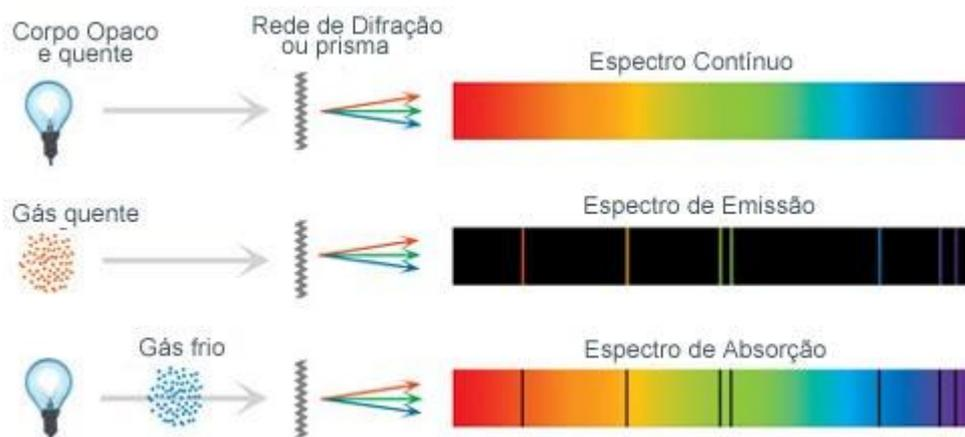 Corpo Opaco
e quente
Rede de Difração
ou prisma
Espectro Contínuo
Gás quente
Espectro de Emissão
Gás frio
Espectro de Absorção